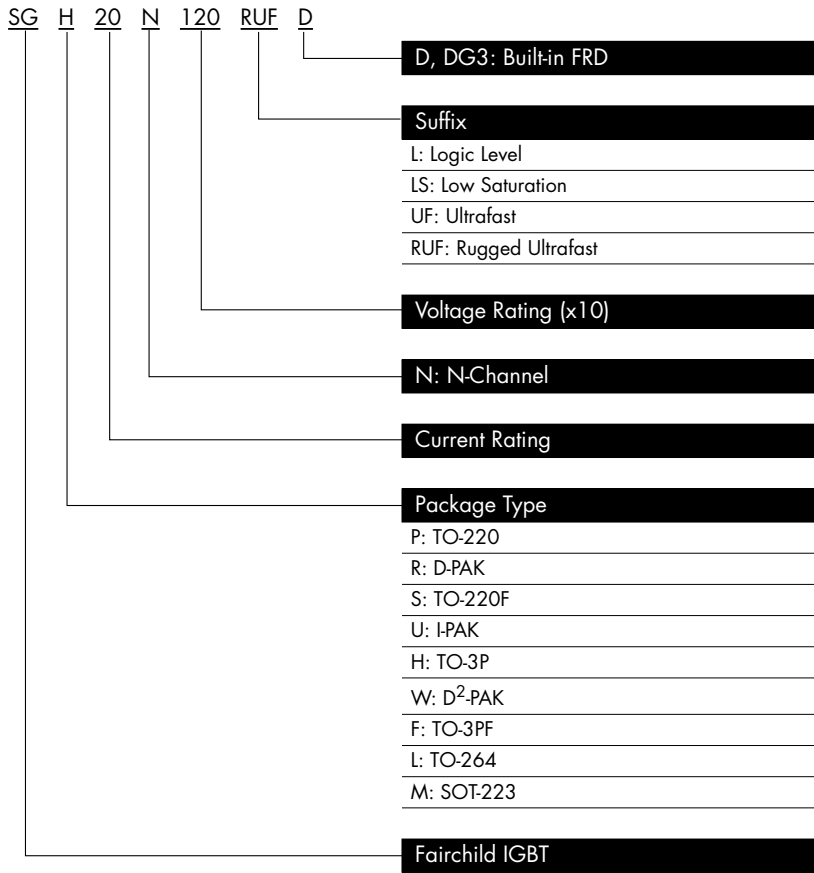 SG H 20 N 120 RUF D
D, DG3: Built-in FRD
Suffix
L: Logic Level
LS: Low Saturation
UF: Ultrafast
RUF: Rugged Ultrafast
Voltage Rating (x10)
N: N-Channel
Current Rating
Package Type
P: TO-220
R: D-PAK
S: TO-220F
U: I-PAK
H: TO-3P
W: D²-PAK
F: TO-3PF
L: TO-264
M: SOT-223
Fairchild IGBT